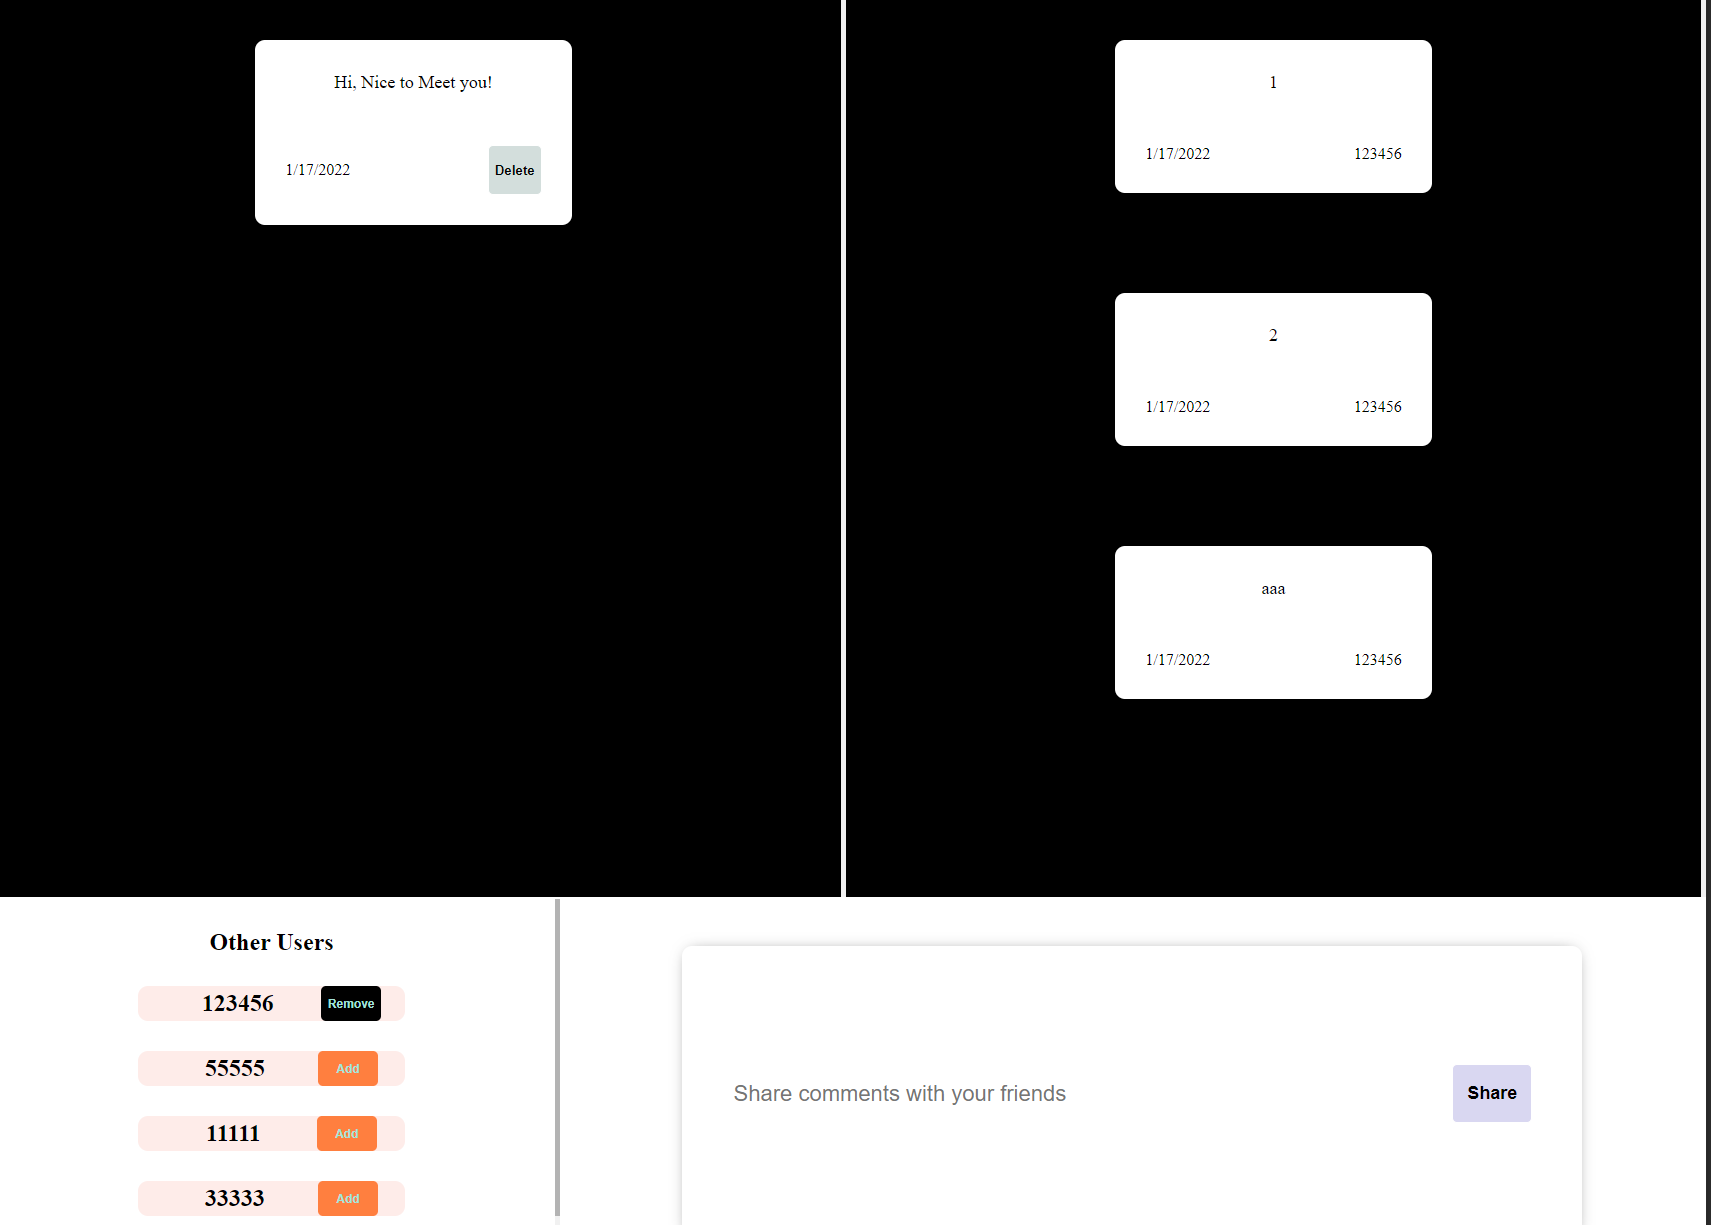 Hi, Nice to Meet you!
1/17/2022 Delete
1
1/17/2022 123456
2
1/17/2022 123456
aaa
1/17/2022 123456
Other Users
123456 Remove
55555 Add
11111 Add
33333 Add
Share comments with your friends Share